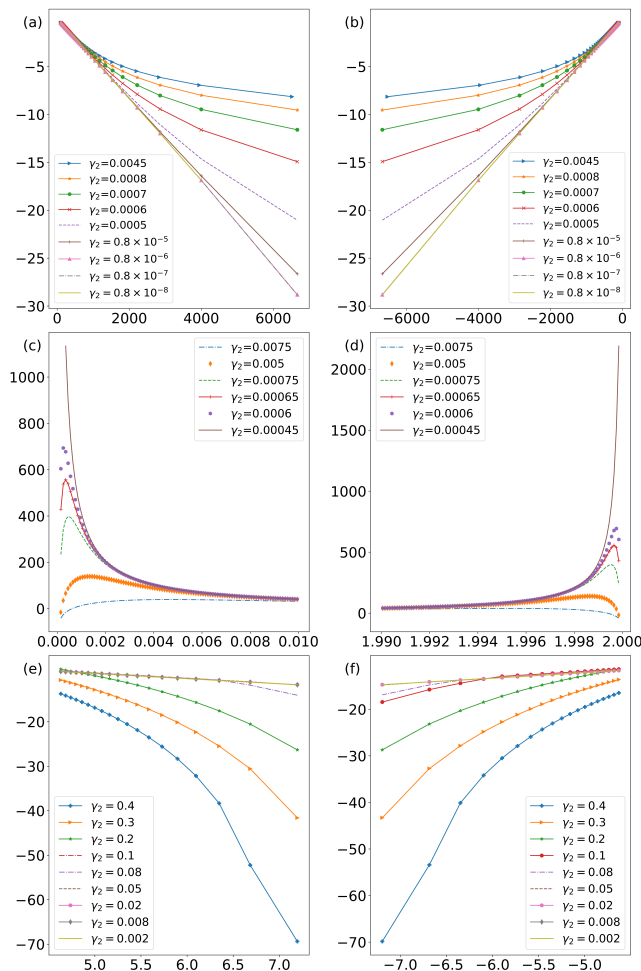 (a)
−5
−10
−15
−20
−25
−30
γ₂=0.0045
γ₂=0.0008
γ₂=0.0007
γ₂=0.0006
γ₂=0.0005
γ₂ = 0.8 × 10⁻⁵
γ₂ = 0.8 × 10⁻⁶
γ₂ = 0.8 × 10⁻⁷
γ₂ = 0.8 × 10⁻⁸
0 2000 4000 6000
(b)
−5
−10
−15
−20
−25
−30
γ₂=0.0045
γ₂=0.0008
γ₂=0.0007
γ₂=0.0006
γ₂=0.0005
γ₂ = 0.8 × 10⁻⁵
γ₂ = 0.8 × 10⁻⁶
γ₂ = 0.8 × 10⁻⁷
γ₂ = 0.8 × 10⁻⁸
−6000 −4000 −2000 0
(c)
1000
800
600
400
200
0
γ₂=0.0075
γ₂=0.005
γ₂=0.00075
γ₂=0.00065
γ₂=0.0006
γ₂=0.00045
0.000 0.002 0.004 0.006 0.008 0.010
(d)
2000
1500
1000
500
0
γ₂=0.0075
γ₂=0.005
γ₂=0.00075
γ₂=0.00065
γ₂=0.0006
γ₂=0.00045
1.990 1.992 1.994 1.996 1.998 2.000
(e)
−20
−30
−40
−50
−60
−70
γ₂ = 0.4
γ₂ = 0.3
γ₂ = 0.2
γ₂ = 0.1
γ₂ = 0.08
γ₂ = 0.05
γ₂ = 0.02
γ₂ = 0.008
γ₂ = 0.002
5.0 5.5 6.0 6.5 7.0
(f)
−20
−30
−40
−50
−60
−70
γ₂ = 0.4
γ₂ = 0.3
γ₂ = 0.2
γ₂ = 0.1
γ₂ = 0.08
γ₂ = 0.05
γ₂ = 0.02
γ₂ = 0.008
γ₂ = 0.002
−7.0 −6.5 −6.0 −5.5 −5.0